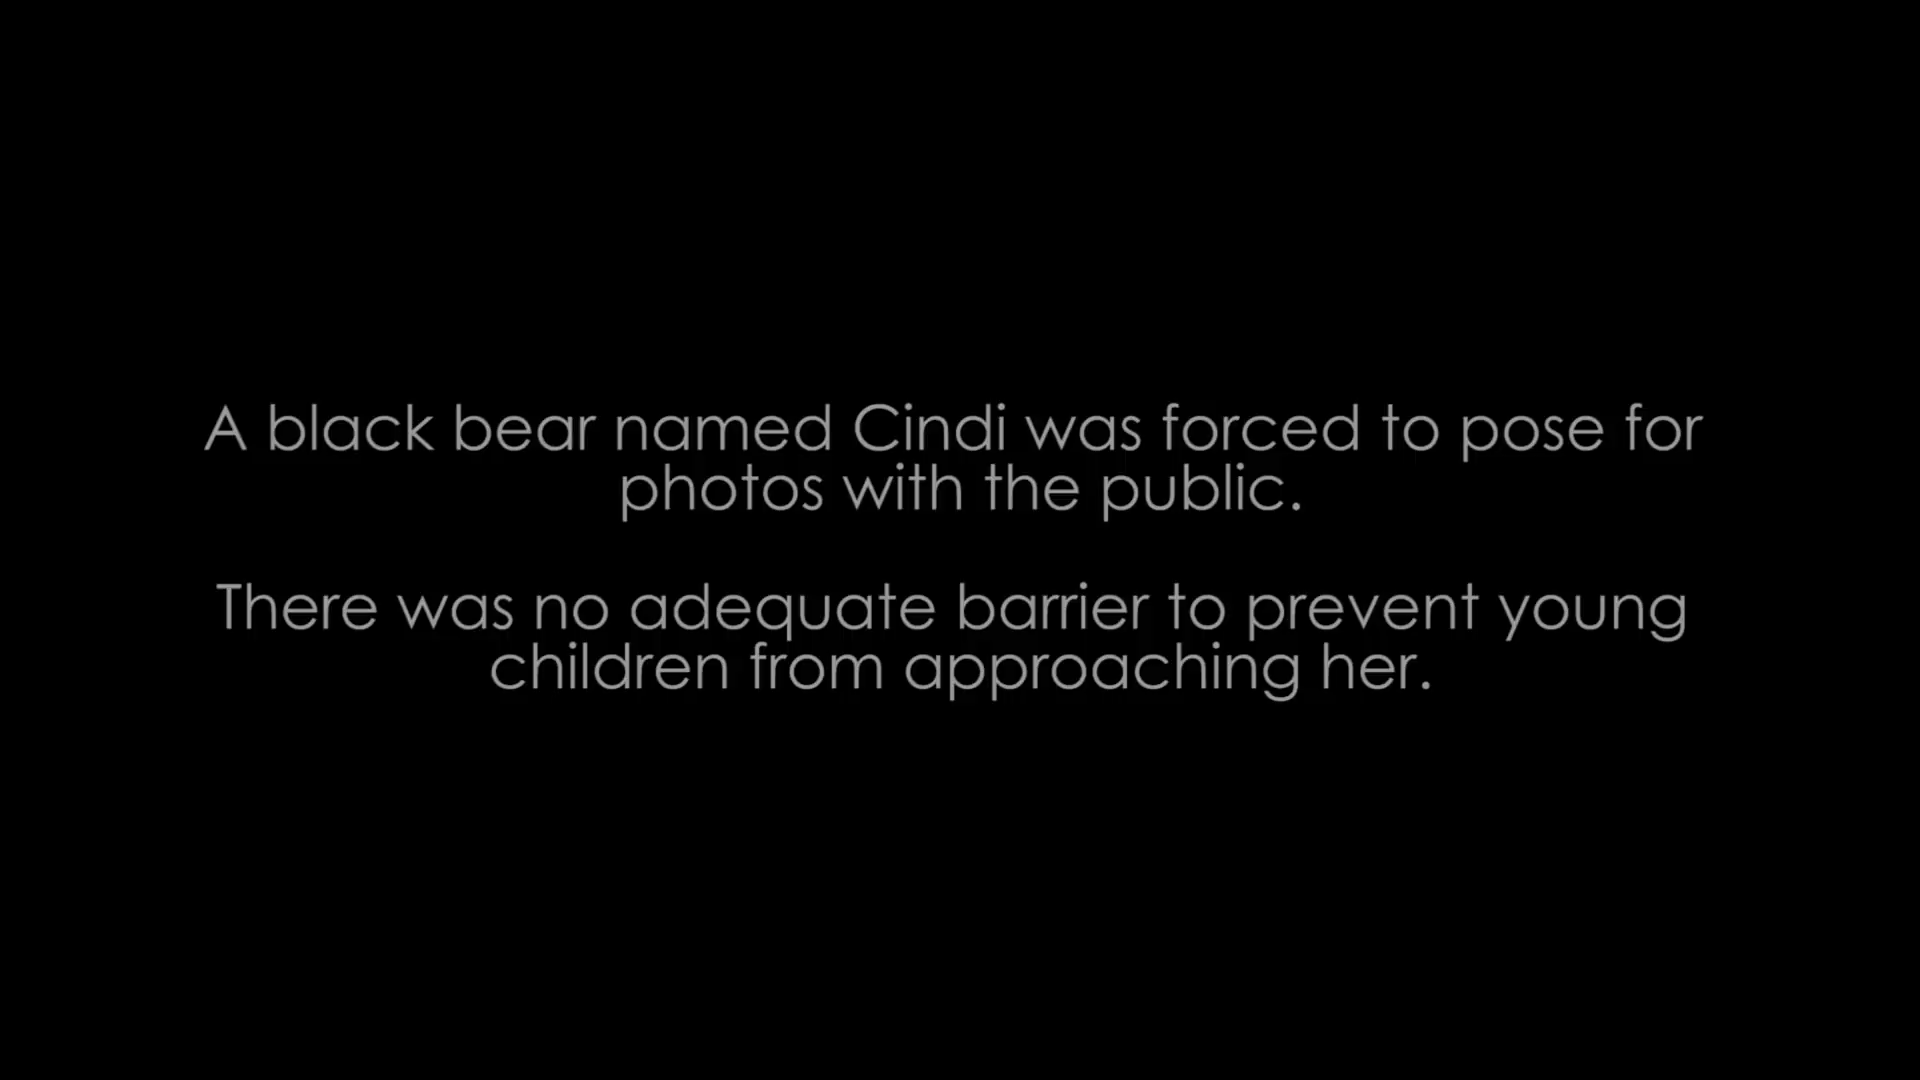 A black bear named Cindi was forced to pose for
photos with the public.
There was no adequate barrier to prevent young
children from approaching her.